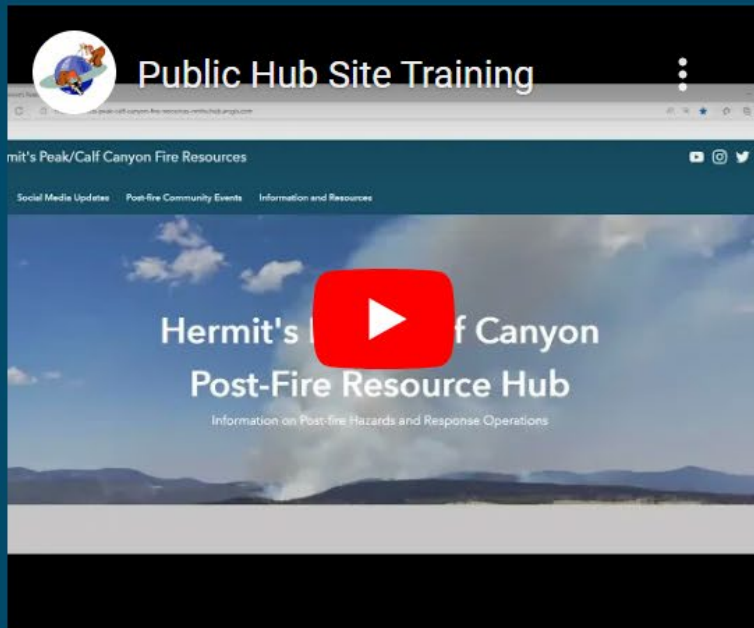 Public Hub Site Training
mit's Peak/Calf Canyon Fire Resources
Social Media Updates Post-fire Community Events Information and Resources
Hermit's f Canyon
Post-Fire Resource Hub
Information on Post-fire Hazards and Response Operations